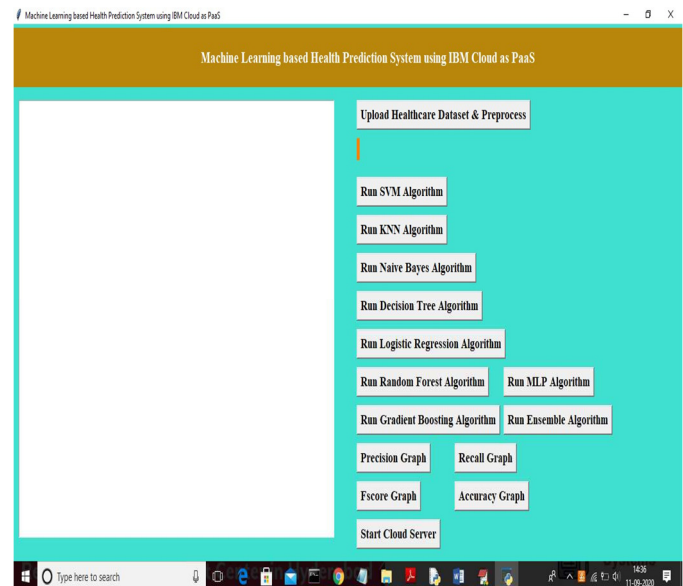 Machine Learning based Health Prediction System using IBM Cloud as PaaS
Machine Learning based Health Prediction System using IBM Cloud as PaaS
Upload Healthcare Dataset & Preprocess
Run SVM Algorithm
Run KNN Algorithm
Run Naive Bayes Algorithm
Run Decision Tree Algorithm
Run Logistic Regression Algorithm
Run Random Forest Algorithm Run MLP Algorithm
Run Gradient Boosting Algorithm Run Ensemble Algorithm
Precision Graph Recall Graph
Fscore Graph Accuracy Graph
Start Cloud Server
Type here to search
14:36
11-09-2020